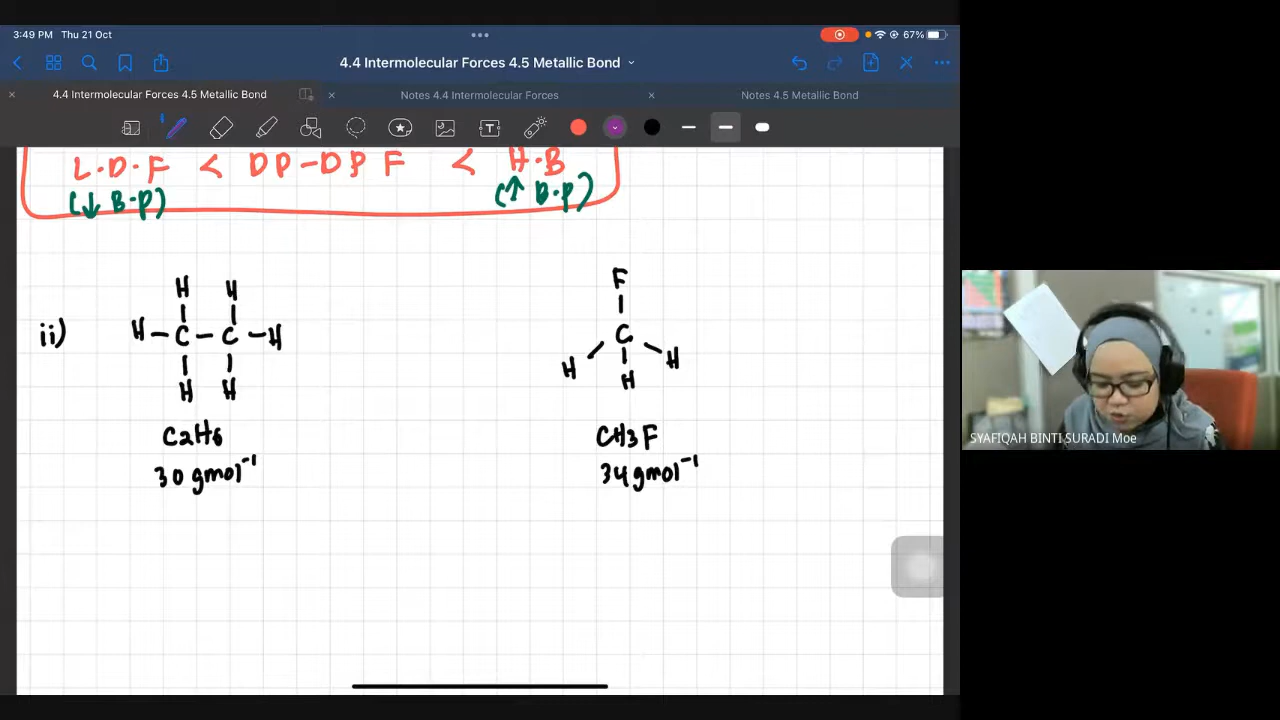 3:49 PM Thu 21 Oct
67%
4.4 Intermolecular Forces 4.5 Metallic Bond
4.4 Intermolecular Forces 4.5 Metallic Bond
Notes 4.4 Intermolecular Forces
Notes 4.5 Metallic Bond
L.D.F < DP-DP F < H.B
(↓ B.P)
(↑ B.P)
ii)
H H
H - C - C - H
H H
C2H6
30 gmol⁻¹
F
C
H H H
CH3F
34gmol⁻¹
SYAFIQAH BINTI SURADI Moe